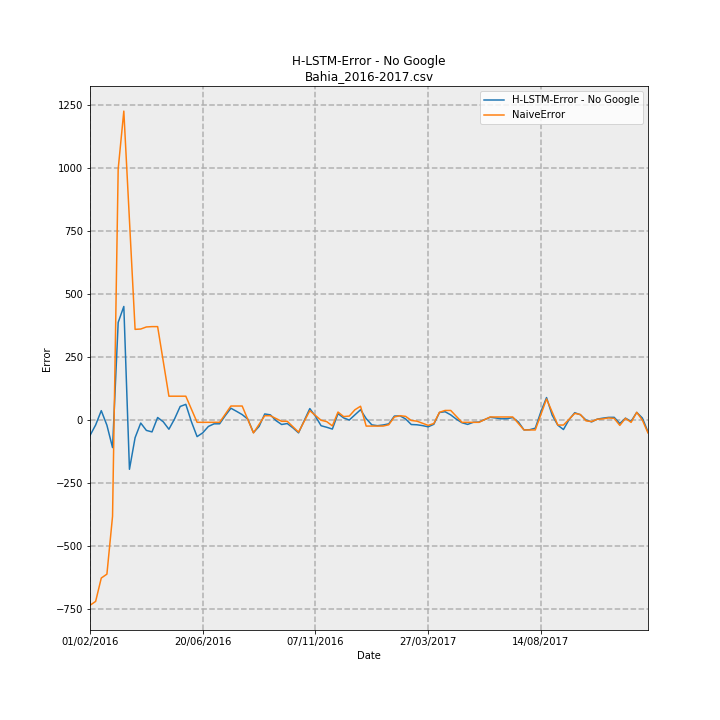 H-LSTM-Error - No Google
Bahia_2016-2017.csv
H-LSTM-Error - No Google
NaiveError
1250
1000
750
500
250
0
−250
−500
−750
Error
01/02/2016
20/06/2016
07/11/2016
27/03/2017
14/08/2017
Date